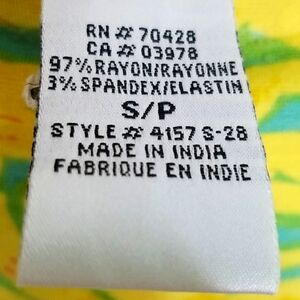 RN # 70428
CA # 03978
97% RAYON/RAYONNE
3% SPANDEX/ELASTIN
S/P
STYLE # 4157 S-28
MADE IN INDIA
FABRIQUE EN INDIE